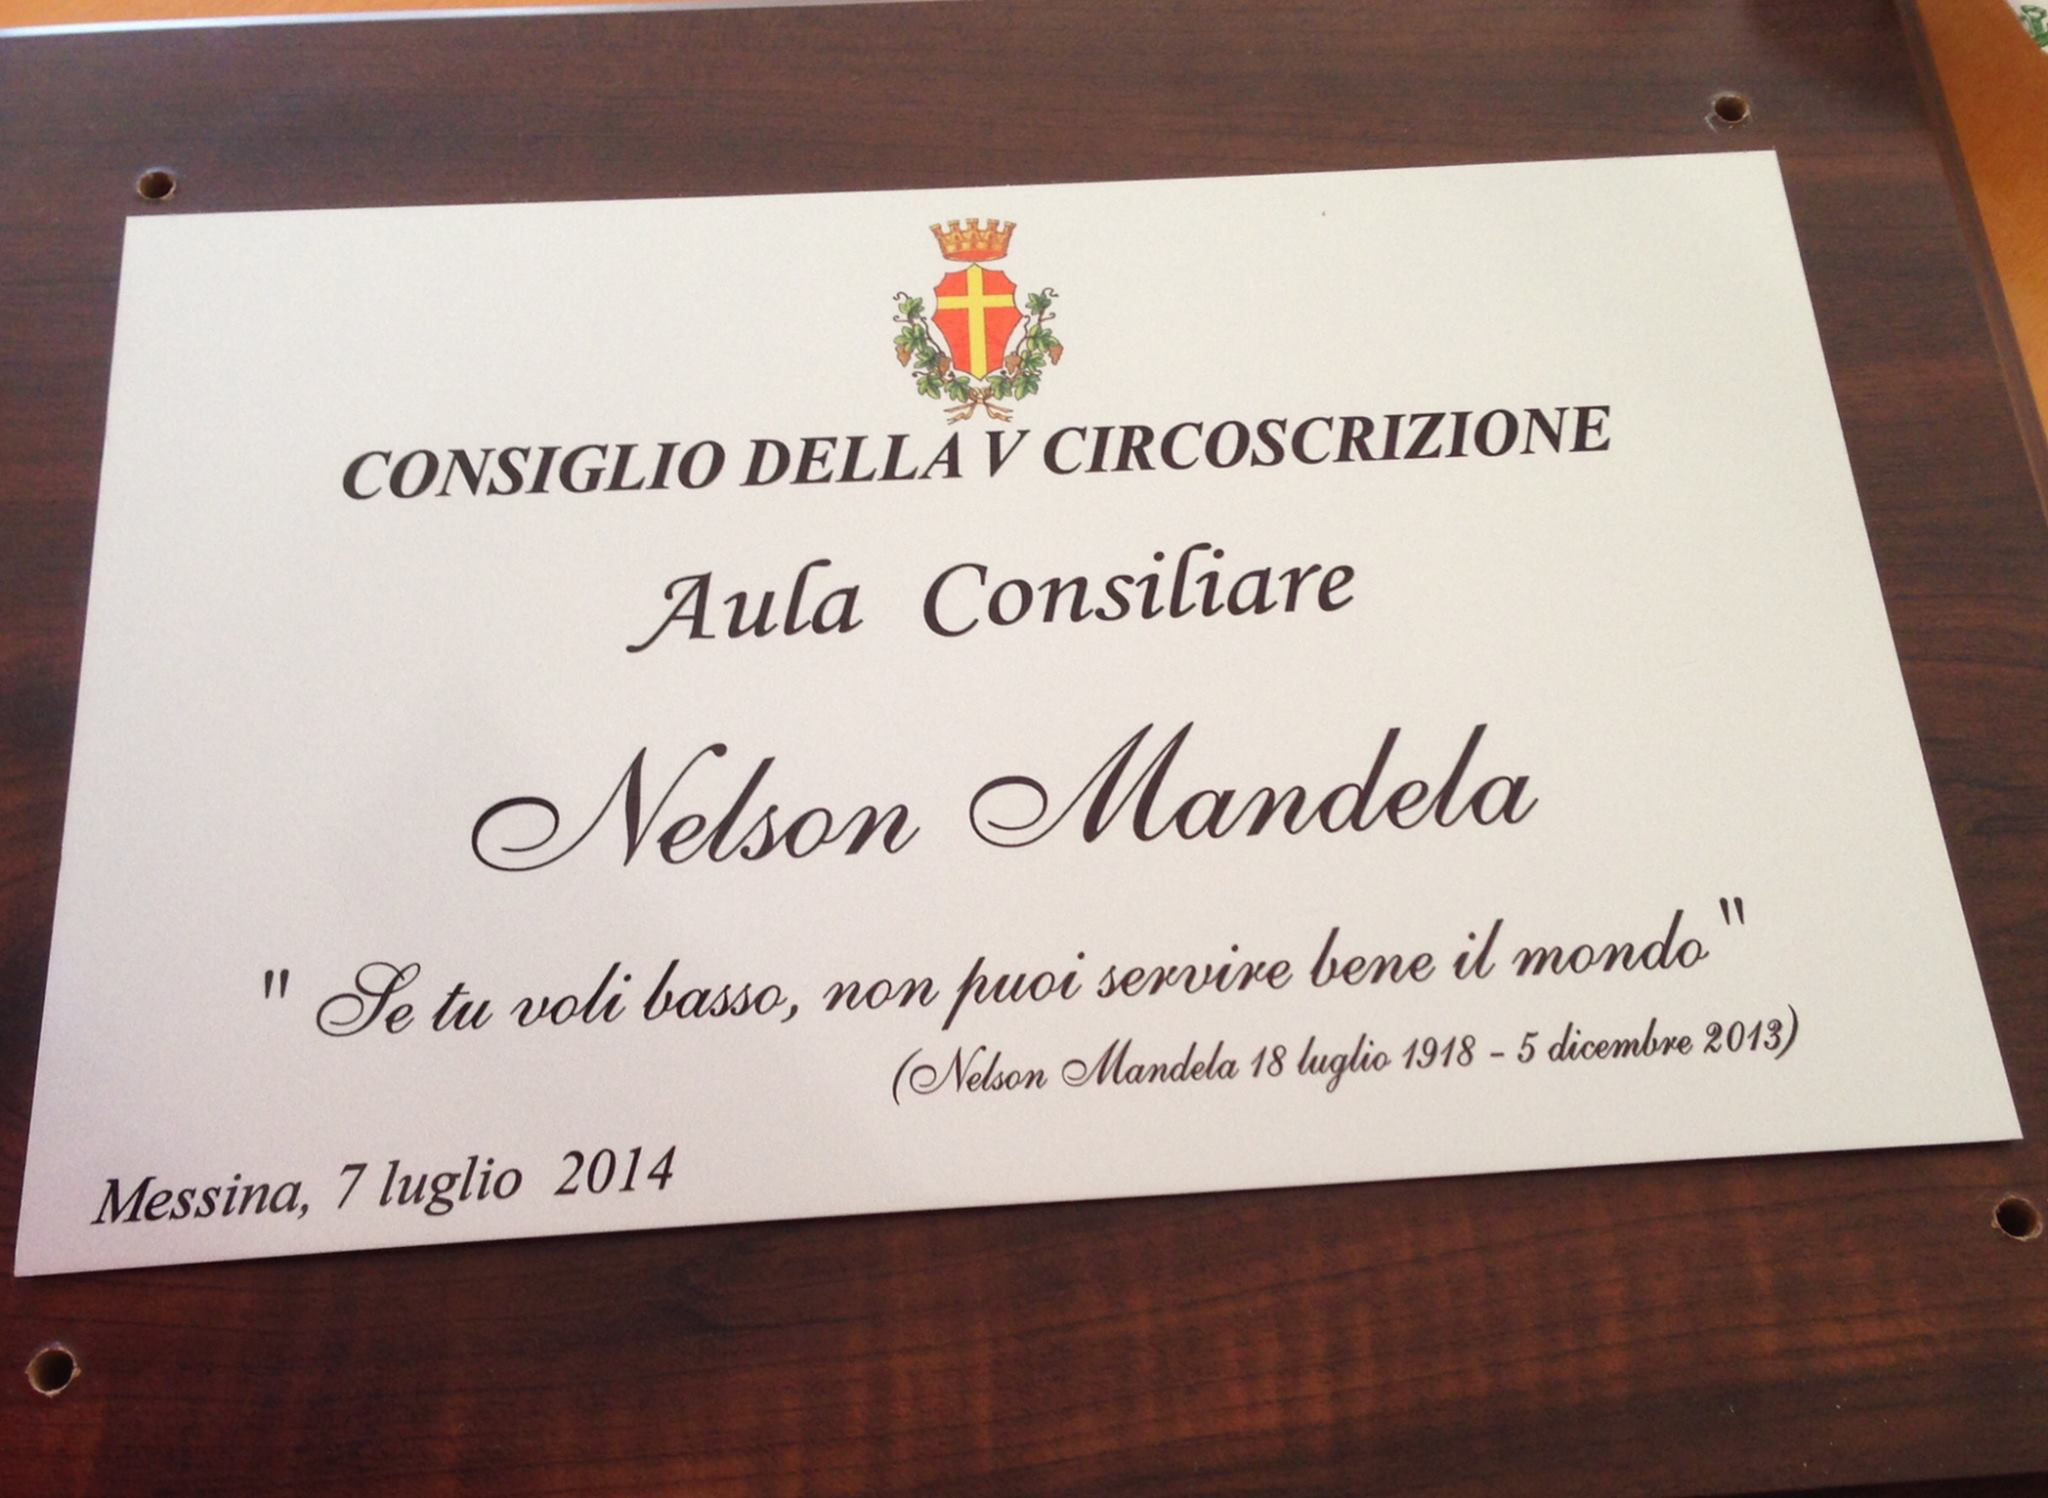 CONSIGLIO DELLA V CIRCOSCRIZIONE
Aula Consiliare
Nelson Mandela
" Se tu voli basso, non puoi servire bene il mondo"
(Nelson Mandela 18 luglio 1918 - 5 dicembre 2013)
Messina, 7 luglio 2014